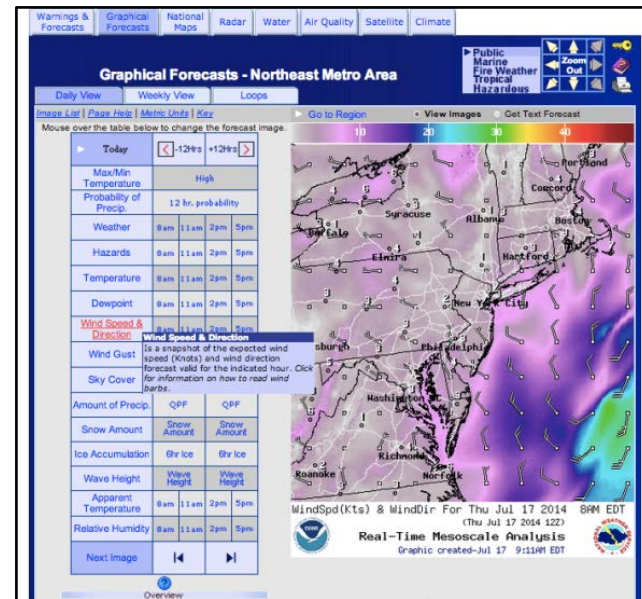 Warnings & Forecasts
Graphical Forecasts
National Maps
Radar
Water
Air Quality
Satellite
Climate
Graphical Forecasts - Northeast Metro Area
Public
Marine
Fire Weather
Tropical
Hazardous
Zoom Out
Daily View
Weekly View
Loops
Image List | Page Help | Metric Units | Key
Mouse over the table below to change the forecast image.
Go to Region
View Images
Get Text Forecast
10 20 30 40
Today
-12Hrs +12Hrs
Max/Min Temperature
High
Probability of Precip.
12 hr. probability
Weather
8am 11am 2pm 5pm
Hazards
8am 11am 2pm 5pm
Temperature
8am 11am 2pm 5pm
Dewpoint
8am 11am 2pm 5pm
Wind Speed & Direction
8am 11am 2pm 5pm
Wind Speed & Direction
Is a snapshot of the expected wind
speed (Knots) and wind direction
forecast valid for the indicated hour. Click
for information on how to read wind
barbs.
Wind Gust
Sky Cover
Amount of Precip.
QPF QPF
Snow Amount
Snow Amount Snow Amount
Ice Accumulation
6hr Ice 6hr Ice
Wave Height
Wave Height Wave Height
Apparent Temperature
8am 11am 2pm 5pm
Relative Humidity
8am 11am 2pm 5pm
Next Image
Overview
Portland
Concord
Syracuse
Albany
Boston
Buffalo
Elmira
Hartford
New York City
sburgh
Philadelphia
Washington DC
Richmond
Roanoke
Norfolk
WindSpd(Kts) & WindDir For Thu Jul 17 2014 8AM EDT
(Thu Jul 17 2014 12Z)
Real-Time Mesoscale Analysis
Graphic created-Jul 17 9:11AM EDT